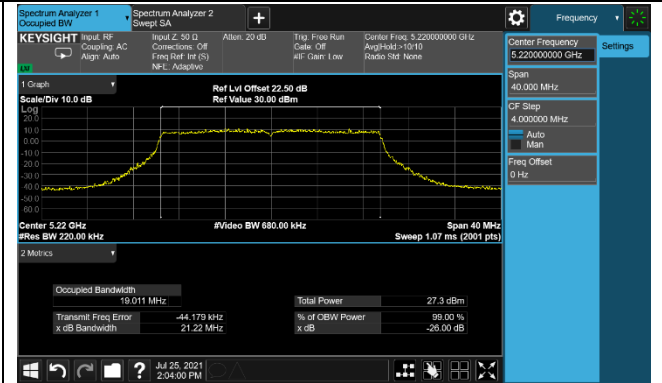 Spectrum Analyzer 1
Occupied BW
Spectrum Analyzer 2
Swept SA
+
Frequency
KEYSIGHT
Input: RF
Coupling: AC
Align: Auto
Input Z: 50 Ω
Corrections: Off
Freq Ref: Int (S)
NFE: Adaptive
Atten: 20 dB
Trig: Free Run
Gate: Off
#IF Gain: Low
Center Freq: 5.220000000 GHz
Avg|Hold:>10/10
Radio Std: None
Center Frequency
5.220000000 GHz
Settings
Span
40.000 MHz
CF Step
4.000000 MHz
Auto
Man
Freq Offset
0 Hz
1 Graph
Scale/Div 10.0 dB
Ref Lvl Offset 22.50 dB
Ref Value 30.00 dBm
Log
20.0
10.0
0.00
-10.0
-20.0
-30.0
-40.0
-50.0
-60.0
Center 5.22 GHz
#Res BW 220.00 kHz
#Video BW 680.00 kHz
Span 40 MHz
Sweep 1.07 ms (2001 pts)
2 Metrics
Occupied Bandwidth
19.011 MHz
Total Power 27.3 dBm
Transmit Freq Error -44.179 kHz
% of OBW Power 99.00 %
x dB Bandwidth 21.22 MHz
x dB -26.00 dB
?
Jul 25, 2021
2:04:00 PM